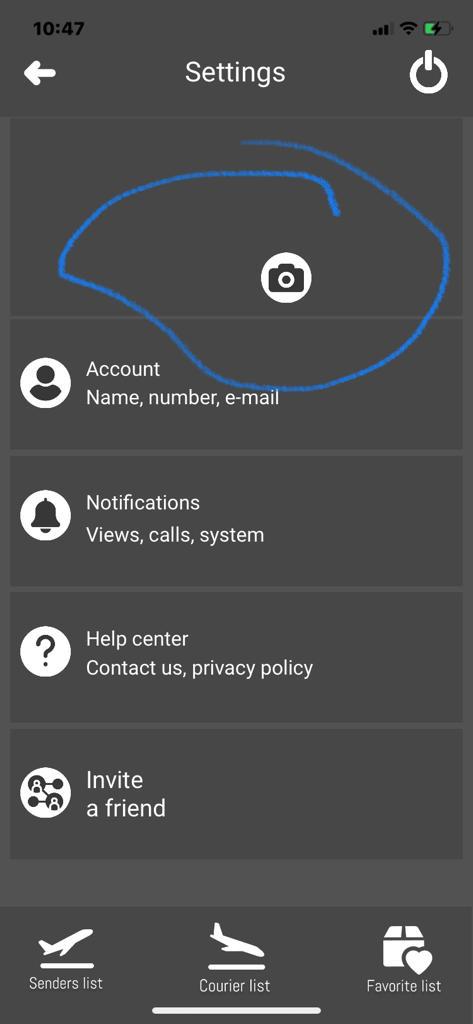 10:47
Settings
Account
Name, number, e-mail
Notifications
Views, calls, system
Help center
Contact us, privacy policy
Invite
a friend
Senders list
Courier list
Favorite list